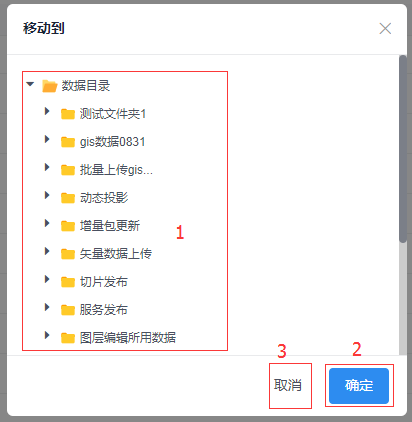 移动到
数据目录
测试文件夹1
gis数据0831
批量上传gis...
动态投影
增量包更新
1
矢量数据上传
切片发布
服务发布
图层编辑所用数据
3
2
取消
确定